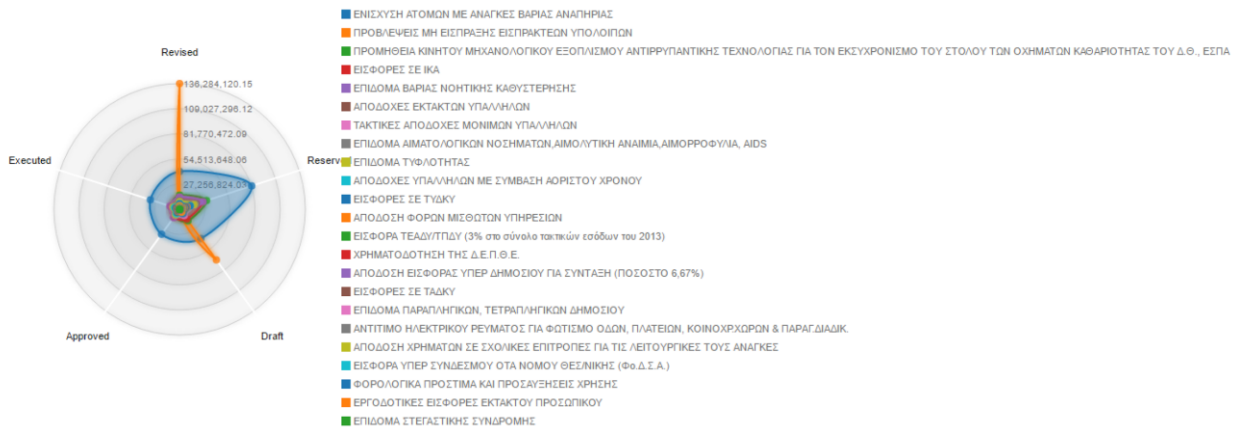 Revised
136,284,120.15
109,027,296.12
81,770,472.09
54,513,648.06
27,256,824.03
Executed
Reserved
Approved
Draft
ΕΝΙΣΧΥΣΗ ΑΤΟΜΩΝ ΜΕ ΑΝΑΓΚΕΣ ΒΑΡΙΑΣ ΑΝΑΠΗΡΙΑΣ
ΠΡΟΒΛΕΨΕΙΣ ΜΗ ΕΙΣΠΡΑΞΗΣ ΕΙΣΠΡΑΚΤΕΩΝ ΥΠΟΛΟΙΠΩΝ
ΠΡΟΜΗΘΕΙΑ ΚΙΝΗΤΟΥ ΜΗΧΑΝΟΛΟΓΙΚΟΥ ΕΞΟΠΛΙΣΜΟΥ ΑΝΤΙΡΡΥΠΑΝΤΙΚΗΣ ΤΕΧΝΟΛΟΓΙΑΣ ΓΙΑ ΤΟΝ ΕΚΣΥΧΡΟΝΙΣΜΟ ΤΟΥ ΣΤΟΛΟΥ ΤΩΝ ΟΧΗΜΑΤΩΝ ΚΑΘΑΡΙΟΤΗΤΑΣ ΤΟΥ Δ.Θ., ΕΣΠΑ
ΕΙΣΦΟΡΕΣ ΣΕ ΙΚΑ
ΕΠΙΔΟΜΑ ΒΑΡΙΑΣ ΝΟΗΤΙΚΗΣ ΚΑΘΥΣΤΕΡΗΣΗΣ
ΑΠΟΔΟΧΕΣ ΕΚΤΑΚΤΩΝ ΥΠΑΛΛΗΛΩΝ
ΤΑΚΤΙΚΕΣ ΑΠΟΔΟΧΕΣ ΜΟΝΙΜΩΝ ΥΠΑΛΛΗΛΩΝ
ΕΠΙΔΟΜΑ ΑΙΜΑΤΟΛΟΓΙΚΩΝ ΝΟΣΗΜΑΤΩΝ,ΑΙΜΟΛΥΤΙΚΗ ΑΝΑΙΜΙΑ,ΑΙΜΟΡΡΟΦΥΛΙΑ, AIDS
ΕΠΙΔΟΜΑ ΤΥΦΛΟΤΗΤΑΣ
ΑΠΟΔΟΧΕΣ ΥΠΑΛΛΗΛΩΝ ΜΕ ΣΥΜΒΑΣΗ ΑΟΡΙΣΤΟΥ ΧΡΟΝΟΥ
ΕΙΣΦΟΡΕΣ ΣΕ ΤΥΔΚΥ
ΑΠΟΔΟΣΗ ΦΟΡΩΝ ΜΙΣΘΩΤΩΝ ΥΠΗΡΕΣΙΩΝ
ΕΙΣΦΟΡΑ ΤΕΑΔΥ/ΤΠΔΥ (3% στο σύνολο τακτικών εσόδων του 2013)
ΧΡΗΜΑΤΟΔΟΤΗΣΗ ΤΗΣ Δ.Ε.Π.Θ.Ε.
ΑΠΟΔΟΣΗ ΕΙΣΦΟΡΑΣ ΥΠΕΡ ΔΗΜΟΣΙΟΥ ΓΙΑ ΣΥΝΤΑΞΗ (ΠΟΣΟΣΤΟ 6,67%)
ΕΙΣΦΟΡΕΣ ΣΕ ΤΑΔΚΥ
ΕΠΙΔΟΜΑ ΠΑΡΑΠΛΗΓΙΚΩΝ, ΤΕΤΡΑΠΛΗΓΙΚΩΝ ΔΗΜΟΣΙΟΥ
ΑΝΤΙΤΙΜΟ ΗΛΕΚΤΡΙΚΟΥ ΡΕΥΜΑΤΟΣ ΓΙΑ ΦΩΤΙΣΜΟ ΟΔΩΝ, ΠΛΑΤΕΙΩΝ, ΚΟΙΝΟΧΡ.ΧΩΡΩΝ & ΠΑΡΑΓ.ΔΙΑΔΙΚ.
ΑΠΟΔΟΣΗ ΧΡΗΜΑΤΩΝ ΣΕ ΣΧΟΛΙΚΕΣ ΕΠΙΤΡΟΠΕΣ ΓΙΑ ΤΙΣ ΛΕΙΤΟΥΡΓΙΚΕΣ ΤΟΥΣ ΑΝΑΓΚΕΣ
ΕΙΣΦΟΡΑ ΥΠΕΡ ΣΥΝΔΕΣΜΟΥ ΟΤΑ ΝΟΜΟΥ ΘΕΣ/ΝΙΚΗΣ (Φο.Δ.Σ.Α.)
ΦΟΡΟΛΟΓΙΚΑ ΠΡΟΣΤΙΜΑ ΚΑΙ ΠΡΟΣΑΥΞΗΣΕΙΣ ΧΡΗΣΗΣ
ΕΡΓΟΔΟΤΙΚΕΣ ΕΙΣΦΟΡΕΣ ΕΚΤΑΚΤΟΥ ΠΡΟΣΩΠΙΚΟΥ
ΕΠΙΔΟΜΑ ΣΤΕΓΑΣΤΙΚΗΣ ΣΥΝΔΡΟΜΗΣ